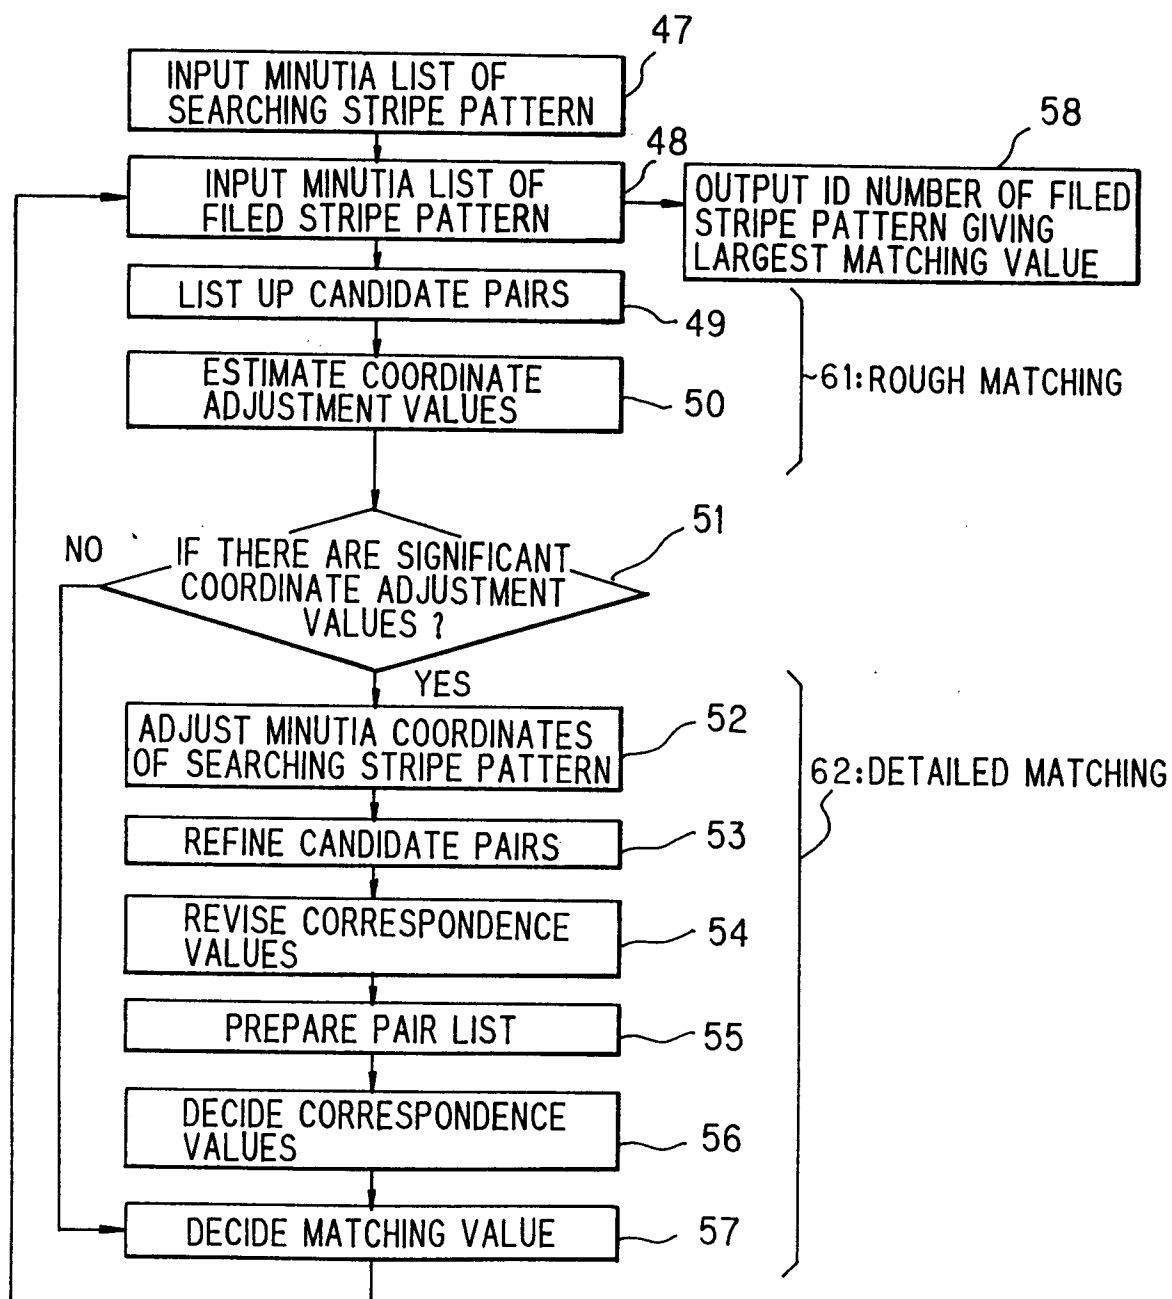 47
INPUT MINUTIA LIST OF
SEARCHING STRIPE PATTERN
48
INPUT MINUTIA LIST OF
FILED STRIPE PATTERN
58
OUTPUT ID NUMBER OF FILED
STRIPE PATTERN GIVING
LARGEST MATCHING VALUE
LIST UP CANDIDATE PAIRS
49
ESTIMATE COORDINATE
ADJUSTMENT VALUES
50
61:ROUGH MATCHING
51
NO
IF THERE ARE SIGNIFICANT
COORDINATE ADJUSTMENT
VALUES ?
YES
ADJUST MINUTIA COORDINATES
OF SEARCHING STRIPE PATTERN
52
62:DETAILED MATCHING
REFINE CANDIDATE PAIRS
53
REVISE CORRESPONDENCE
VALUES
54
PREPARE PAIR LIST
55
DECIDE CORRESPONDENCE
VALUES
56
DECIDE MATCHING VALUE
57